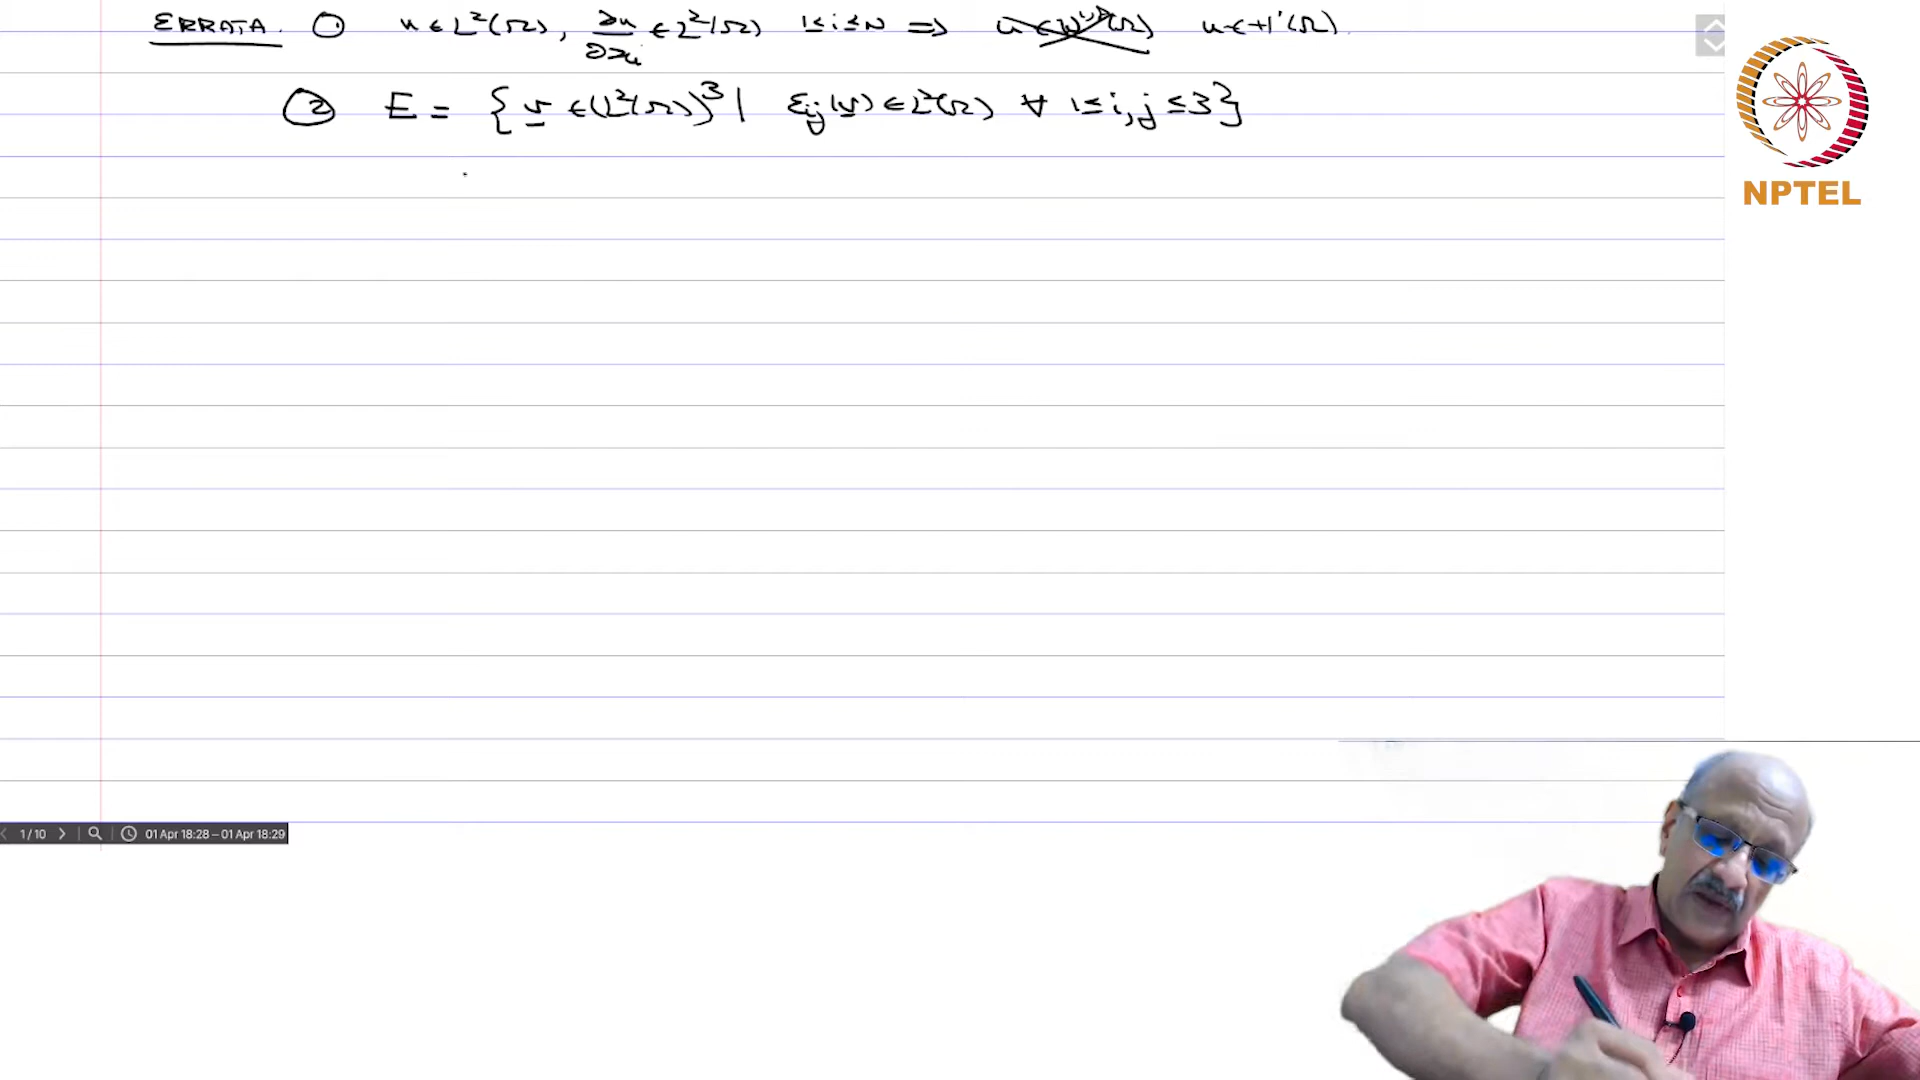 ERRATA. ① u ∈ L²(Ω), ∂u/∂xᵢ ∈ L²(Ω) 1≤i≤N ⇒ u ∈ W^{1,p}(Ω) u ∈ H¹(Ω).
② E = { v ∈ (L²(Ω))³ | εᵢⱼ(v) ∈ L²(Ω) ∀ 1≤i,j≤3}
NPTEL
1/10 01 Apr 18:28 – 01 Apr 18:29